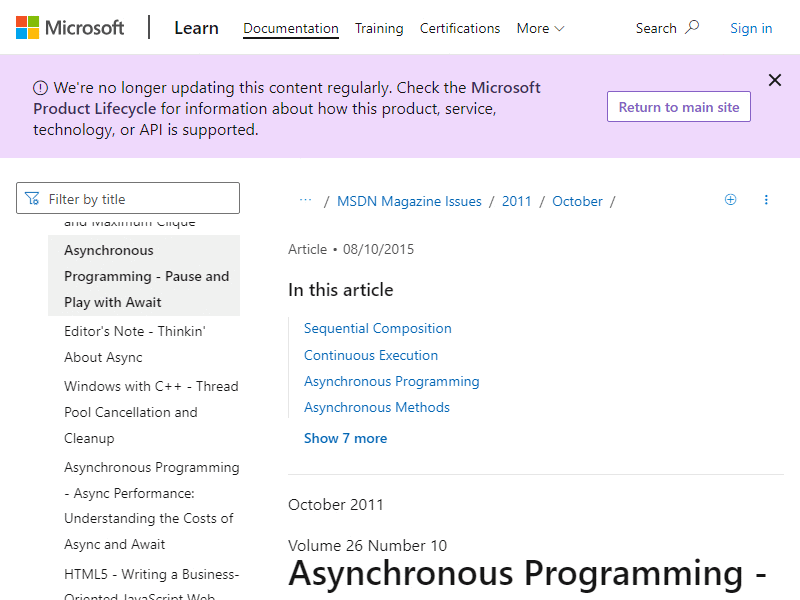 Microsoft Learn Documentation Training Certifications More Search Sign in
We're no longer updating this content regularly. Check the Microsoft
Product Lifecycle for information about how this product, service,
technology, or API is supported.
Return to main site
Filter by title
and Maximum Clique
Asynchronous
Programming - Pause and
Play with Await
Editor's Note - Thinkin'
About Async
Windows with C++ - Thread
Pool Cancellation and
Cleanup
Asynchronous Programming
- Async Performance:
Understanding the Costs of
Async and Await
HTML5 - Writing a Business-
Oriented JavaScript Web
... / MSDN Magazine Issues / 2011 / October /
Article • 08/10/2015
In this article
Sequential Composition
Continuous Execution
Asynchronous Programming
Asynchronous Methods
Show 7 more
October 2011
Volume 26 Number 10
Asynchronous Programming -